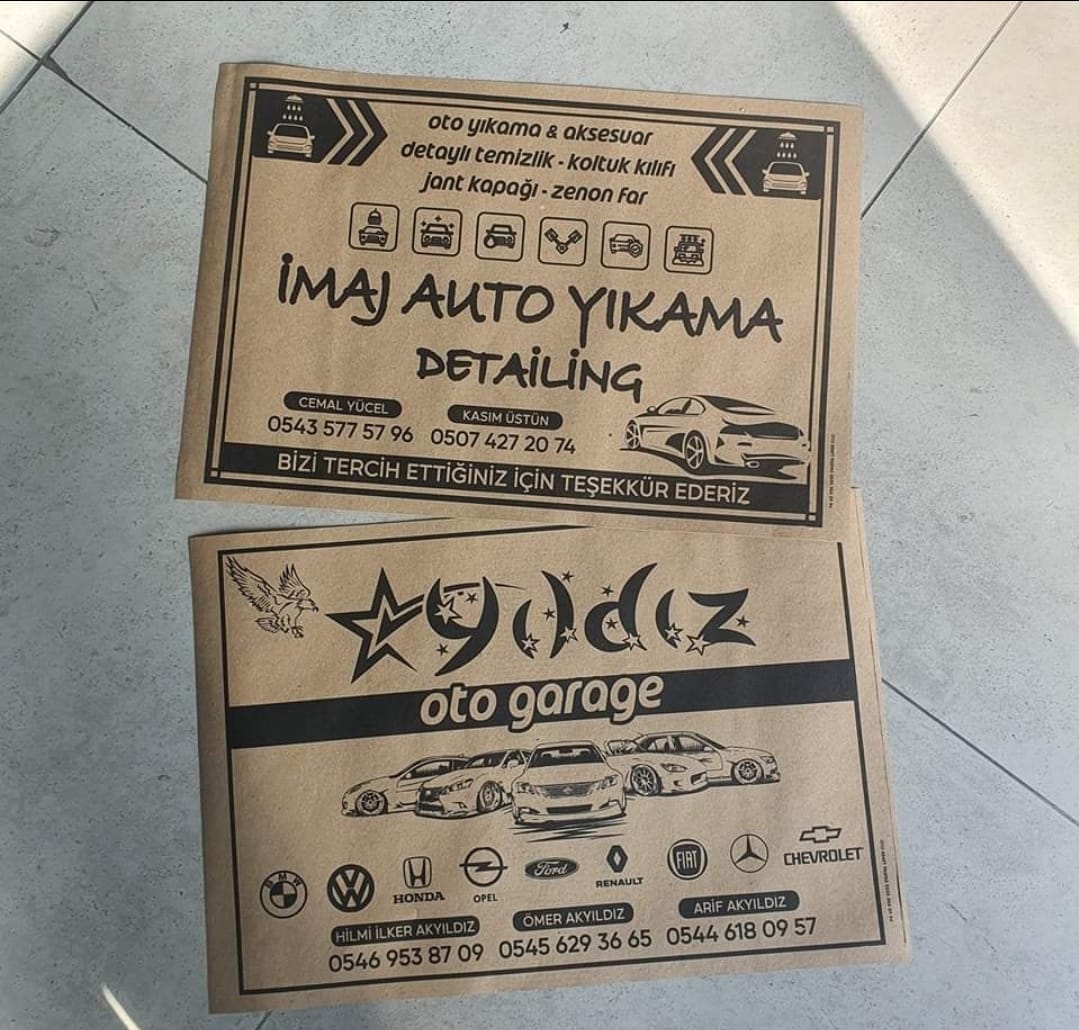 oto yıkama & aksesuar
detaylı temizlik - koltuk kılıfı
jant kapağı - zenon far
İMAJ AUTO YIKAMA
DETAİLİNG
CEMAL YÜCEL
0543 577 57 96
KASIM ÜSTÜN
0507 427 20 74
BİZİ TERCİH ETTİĞİNİZ İÇİN TEŞEKKÜR EDERİZ
yıldız
oto garage
BMW
HONDA
OPEL
Ford
RENAULT
FIAT
CHEVROLET
HİLMİ İLKER AKYILDIZ
0546 953 87 09
ÖMER AKYILDIZ
0545 629 36 65
ARİF AKYILDIZ
0544 618 09 57